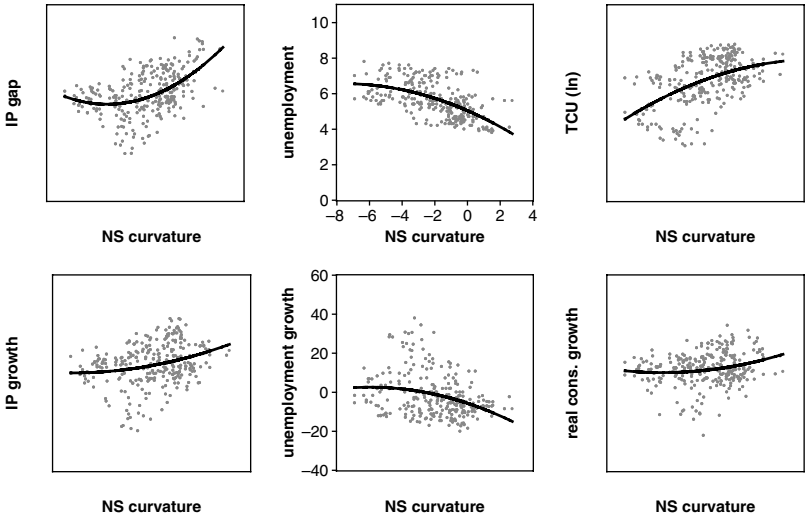 IP gap
NS curvature
unemployment
10
8
6
4
2
0
−8 −6 −4 −2 0 2 4
NS curvature
TCU (ln)
NS curvature
IP growth
NS curvature
unemployment growth
60
40
20
0
−20
−40
NS curvature
real cons. growth
NS curvature